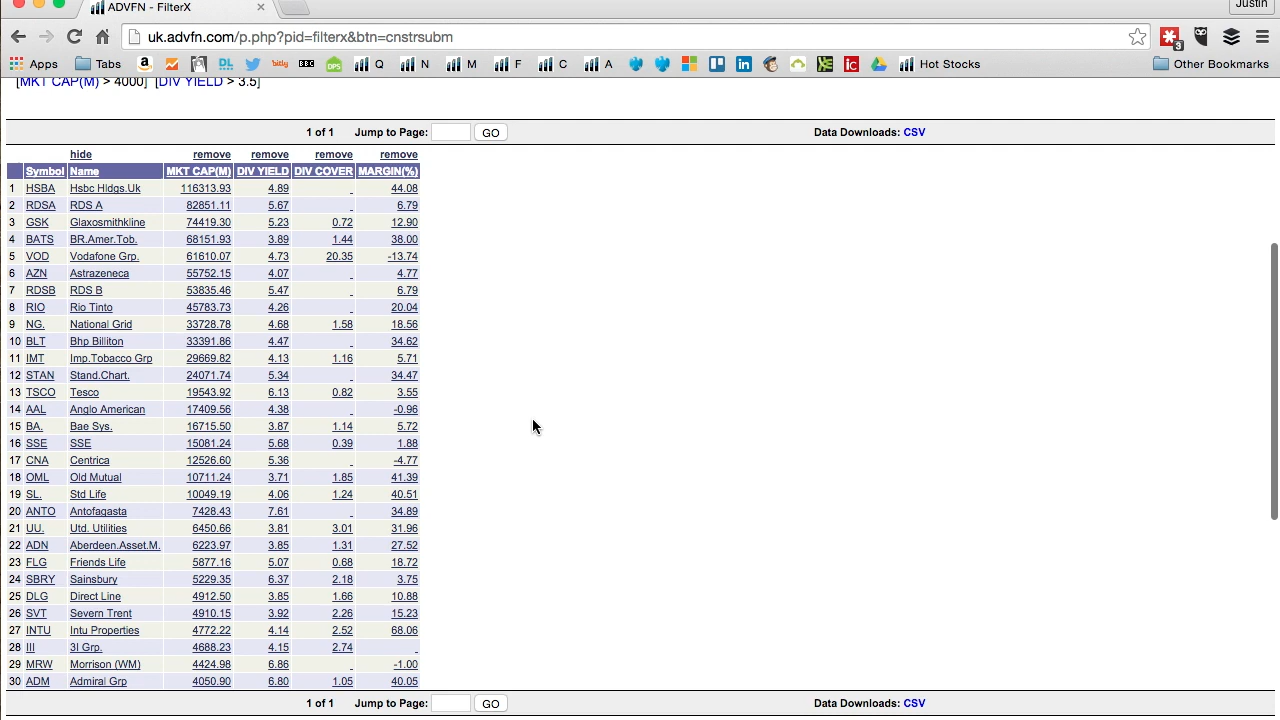 ADVFN - FilterX
Justin
uk.advfn.com/p.php?pid=filterx&btn=cnstrsubm
3
Apps Tabs a DL bitly BBC DPS Q N M F C A in ic Hot Stocks Other Bookmarks
[MKT CAP(M) > 4000] [DIV YIELD > 3.5]
1 of 1 Jump to Page: GO Data Downloads: CSV
hide remove remove remove remove
Symbol Name MKT CAP(M) DIV YIELD DIV COVER MARGIN(%)
1 HSBA Hsbc Hldgs.Uk 116313.93 4.89 - 44.08
2 RDSA RDS A 82851.11 5.67 - 6.79
3 GSK Glaxosmithkline 74419.30 5.23 0.72 12.90
4 BATS BR.Amer.Tob. 68151.93 3.89 1.44 38.00
5 VOD Vodafone Grp. 61610.07 4.73 20.35 -13.74
6 AZN Astrazeneca 55752.15 4.07 - 4.77
7 RDSB RDS B 53835.46 5.47 - 6.79
8 RIO Rio Tinto 45783.73 4.26 - 20.04
9 NG. National Grid 33728.78 4.68 1.58 18.56
10 BLT Bhp Billiton 33391.86 4.47 - 34.62
11 IMT Imp.Tobacco Grp 29669.82 4.13 1.16 5.71
12 STAN Stand.Chart. 24071.74 5.34 - 34.47
13 TSCO Tesco 19543.92 6.13 0.82 3.55
14 AAL Anglo American 17409.56 4.38 - -0.96
15 BA. Bae Sys. 16715.50 3.87 1.14 5.72
16 SSE SSE 15081.24 5.68 0.39 1.88
17 CNA Centrica 12526.60 5.36 - -4.77
18 OML Old Mutual 10711.24 3.71 1.85 41.39
19 SL. Std Life 10049.19 4.06 1.24 40.51
20 ANTO Antofagasta 7428.43 7.61 - 34.89
21 UU. Utd. Utilities 6450.66 3.81 3.01 31.96
22 ADN Aberdeen.Asset.M. 6223.97 3.85 1.31 27.52
23 FLG Friends Life 5877.16 5.07 0.68 18.72
24 SBRY Sainsbury 5229.35 6.37 2.18 3.75
25 DLG Direct Line 4912.50 3.85 1.66 10.88
26 SVT Severn Trent 4910.15 3.92 2.26 15.23
27 INTU Intu Properties 4772.22 4.14 2.52 68.06
28 III 3I Grp. 4688.23 4.15 2.74 -
29 MRW Morrison (WM) 4424.98 6.86 - -1.00
30 ADM Admiral Grp 4050.90 6.80 1.05 40.05
1 of 1 Jump to Page: GO Data Downloads: CSV